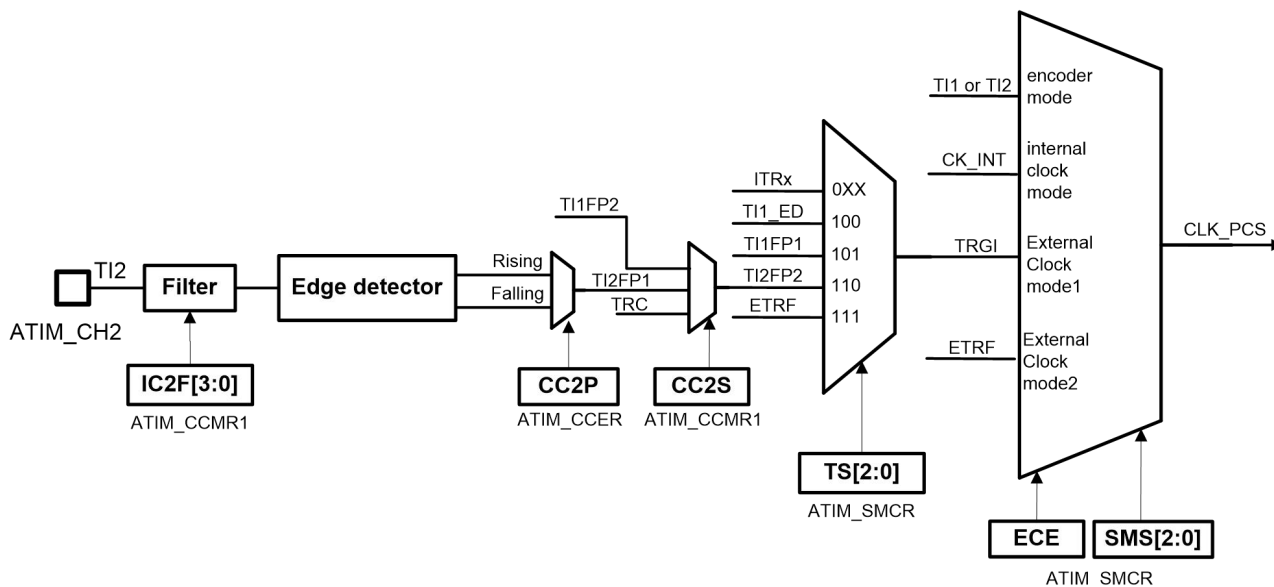 TI1 or TI2
encoder
mode
CK_INT
internal
clock
mode
ITRx
0XX
TI1FP2
TI1_ED
100
TI1FP1
101
TRGI
External
Clock
mode1
CLK_PCS
TI2
Filter
Edge detector
Rising
Falling
TI2FP1
TRC
TI2FP2
110
ETRF
111
ATIM_CH2
ETRF
External
Clock
mode2
IC2F[3:0]
ATIM_CCMR1
CC2P
ATIM_CCER
CC2S
ATIM_CCMR1
TS[2:0]
ATIM_SMCR
ECE
SMS[2:0]
ATIM_SMCR